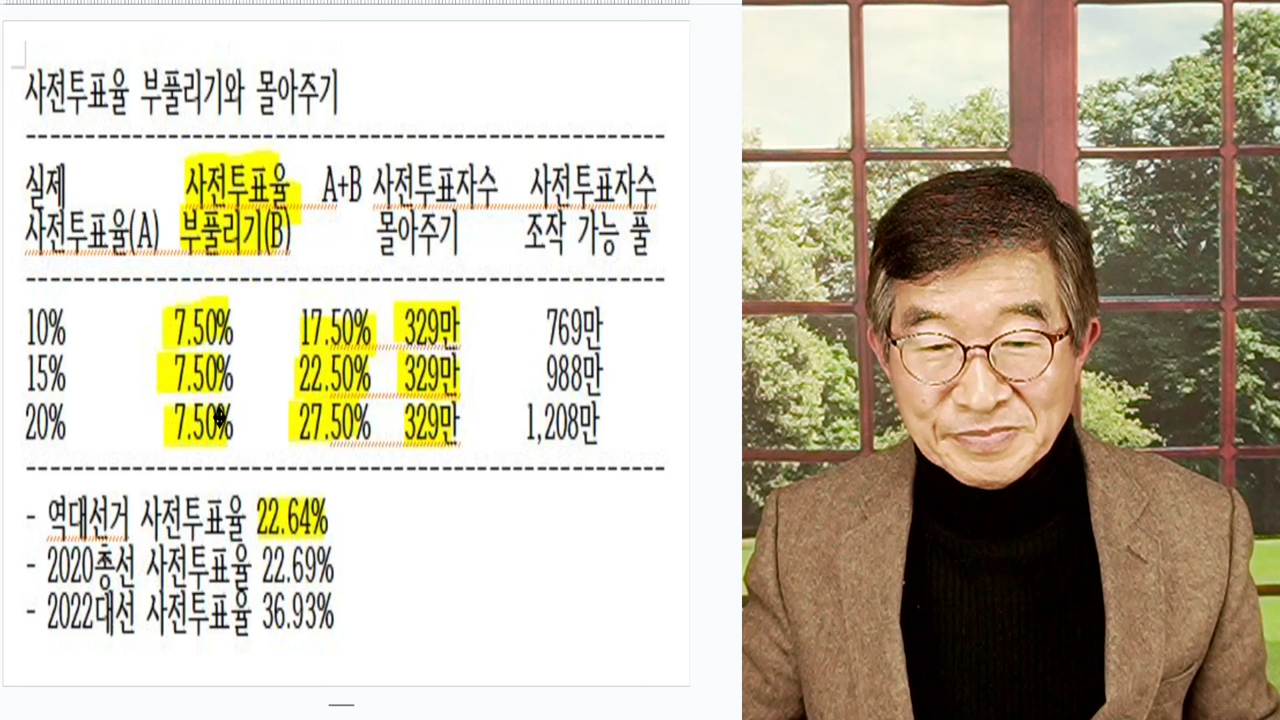 사전투표율 부풀리기와 몰아주기
실제 사전투표율 A+B 사전투표자수 사전투표자수
사전투표율(A) 부풀리기(B) 몰아주기 조작 가능 풀
10% 7.50% 17.50% 329만 769만
15% 7.50% 22.50% 329만 988만
20% 7.50% 27.50% 329만 1,208만
- 역대선거 사전투표율 22.64%
- 2020총선 사전투표율 22.69%
- 2022대선 사전투표율 36.93%